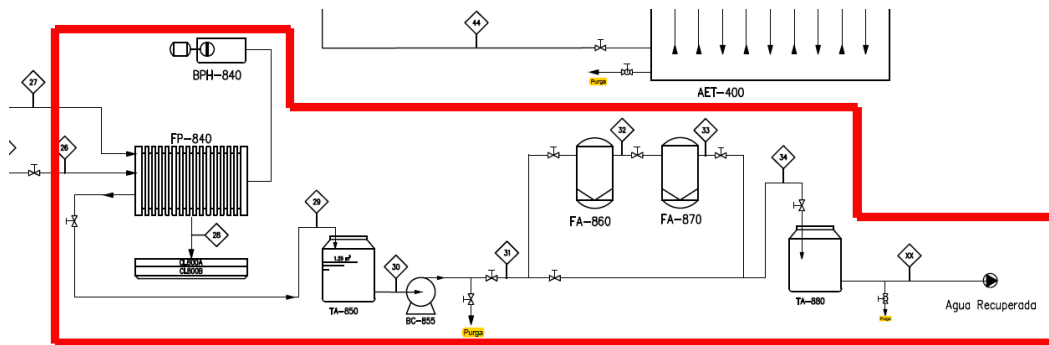 44
BPH-840
Purga
27
AET-400
FP-840
26
32
33
34
29
FA-860
FA-870
28
31
XX
CL800A
CL800B
1.25 m³
30
TA-850
BC-855
TA-880
Purga
Purga
Agua Recuperada